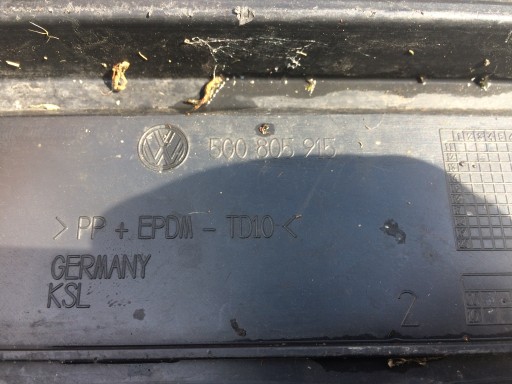 5G0 805 915
> PP + EPDM - TD10 <
GERMANY
KSL
2